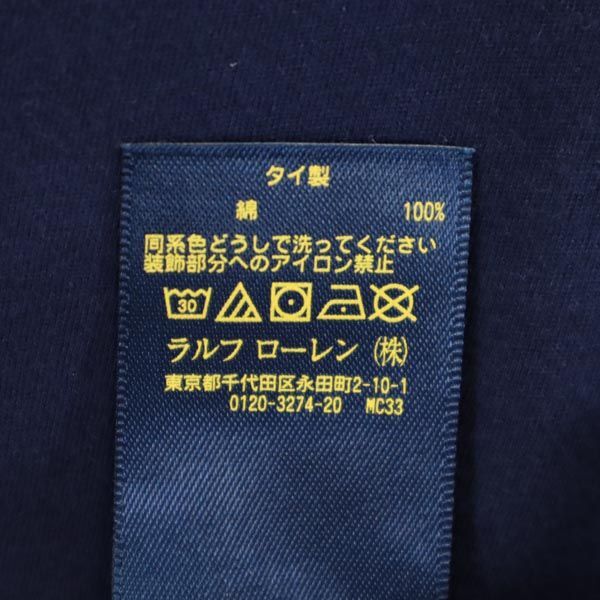 タイ製
綿 100%
同系色どうしで洗ってください
装飾部分へのアイロン禁止
30
ラルフ ローレン (株)
東京都千代田区永田町2-10-1
0120-3274-20 MC33